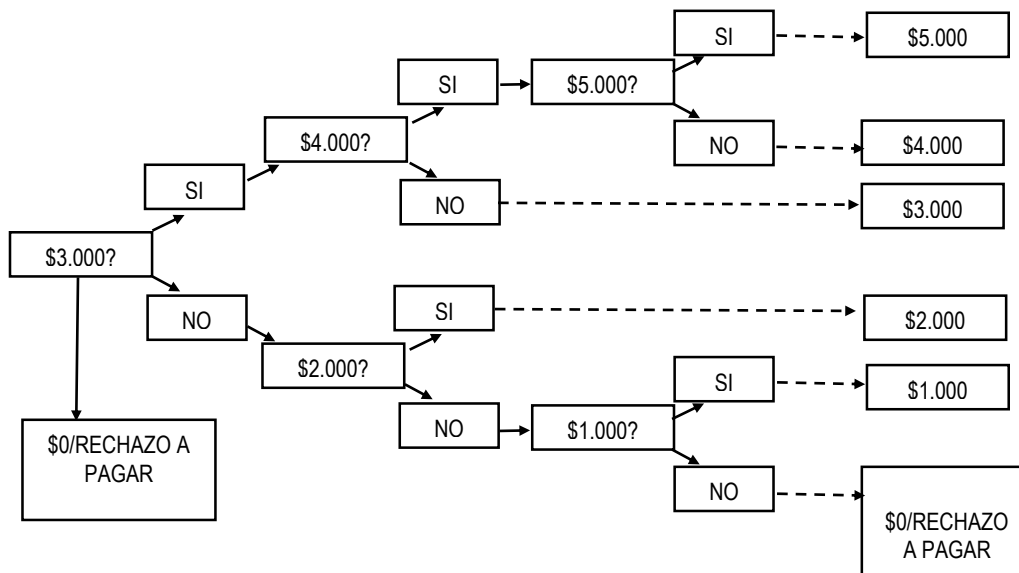 SI
$5.000
SI
$5.000?
$4.000?
NO
$4.000
SI
NO
$3.000
$3.000?
NO
SI
$2.000
$2.000?
SI
$1.000
NO
$1.000?
$0/RECHAZO A
PAGAR
NO
$0/RECHAZO
A PAGAR